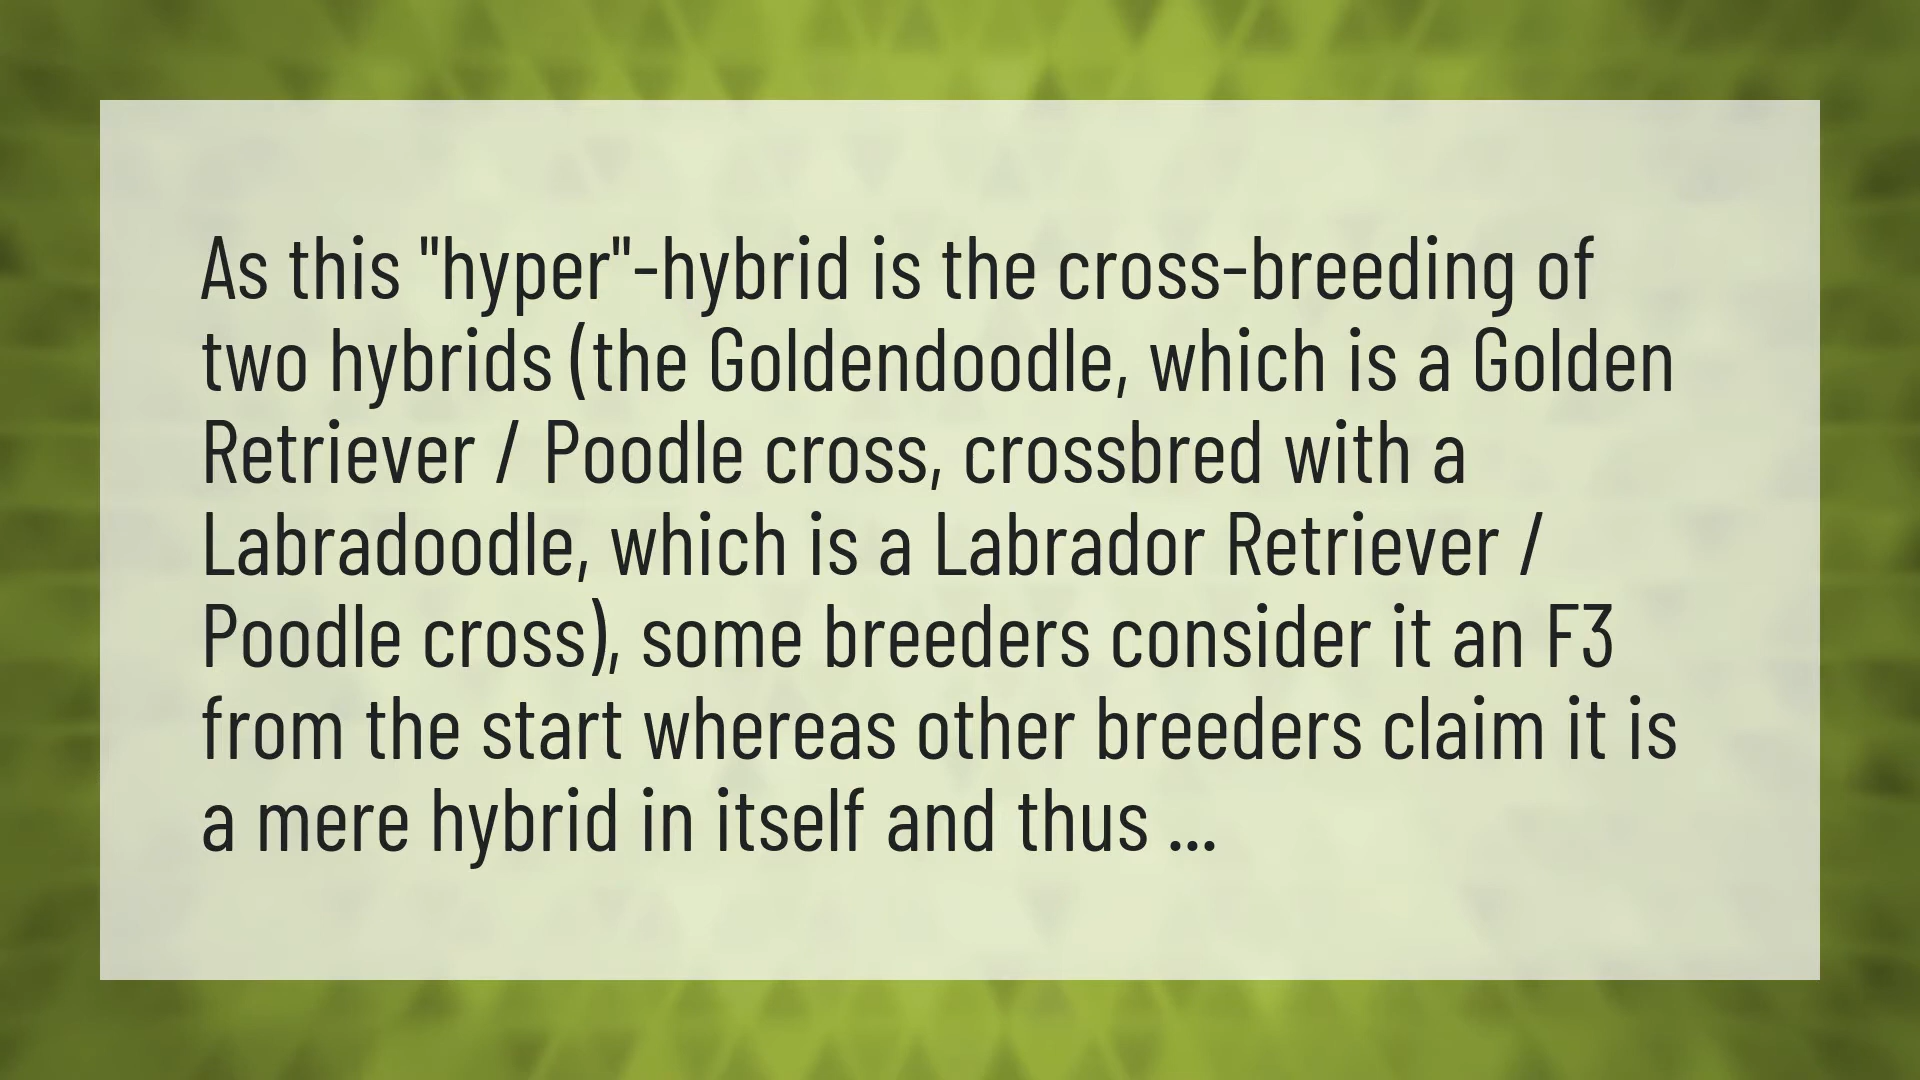 As this "hyper"-hybrid is the cross-breeding of
two hybrids (the Goldendoodle, which is a Golden
Retriever / Poodle cross, crossbred with a
Labradoodle, which is a Labrador Retriever /
Poodle cross), some breeders consider it an F3
from the start whereas other breeders claim it is
a mere hybrid in itself and thus ...